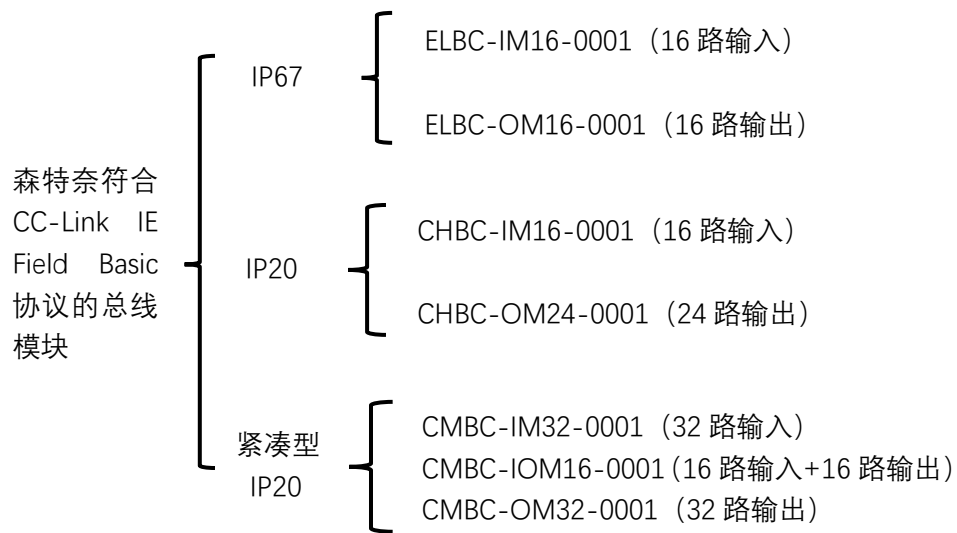 森特奈符合
CC-Link IE
Field Basic
协议的总线
模块
IP67
ELBC-IM16-0001（16 路输入）
ELBC-OM16-0001（16 路输出）
IP20
CHBC-IM16-0001（16 路输入）
CHBC-OM24-0001（24 路输出）
紧凑型
IP20
CMBC-IM32-0001（32 路输入）
CMBC-IOM16-0001（16 路输入+16 路输出）
CMBC-OM32-0001（32 路输出）